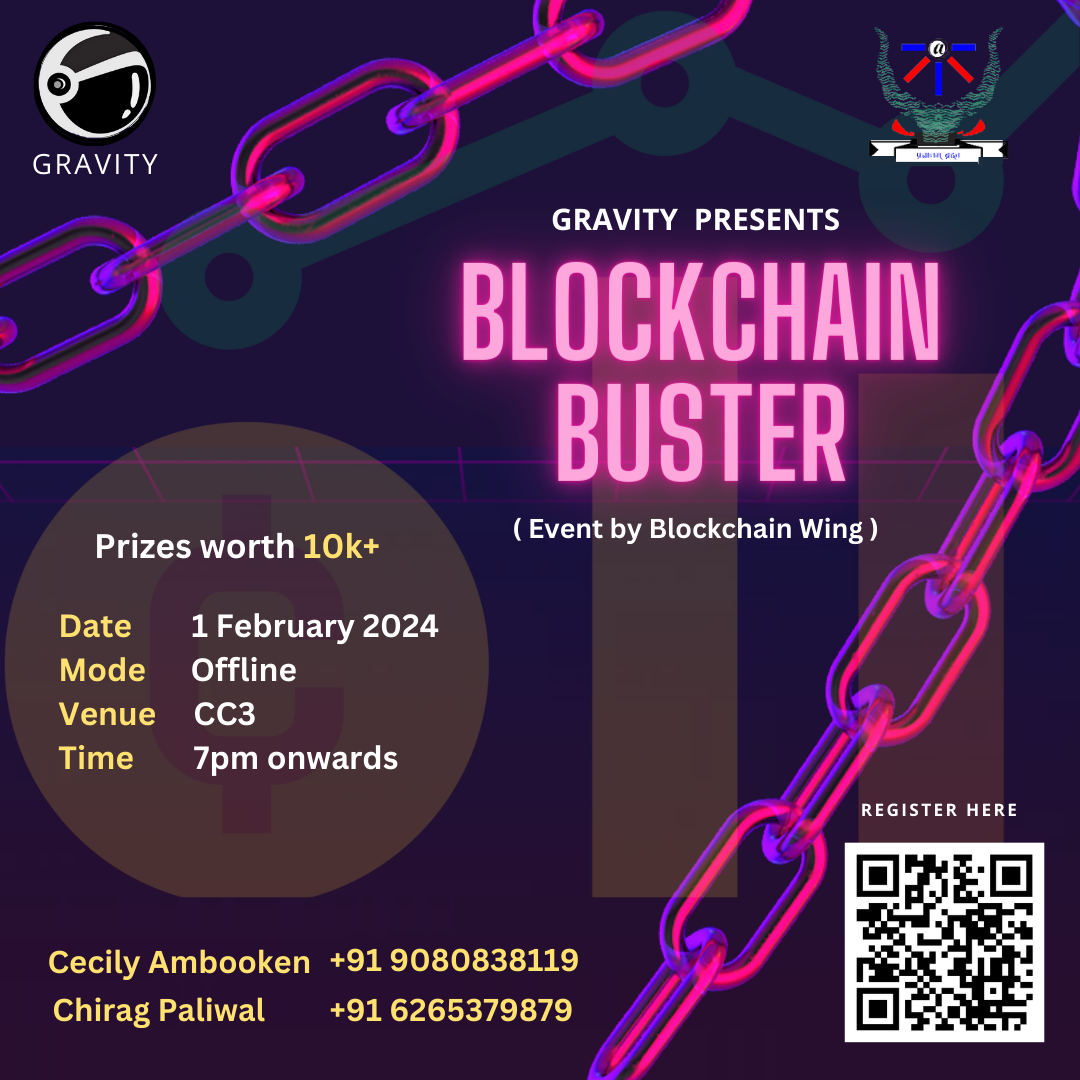 GRAVITY
GRAVITY PRESENTS
BLOCKCHAIN
BUSTER
( Event by Blockchain Wing )
Prizes worth 10k+
Date 1 February 2024
Mode Offline
Venue CC3
Time 7pm onwards
REGISTER HERE
Cecily Ambooken +91 9080838119
Chirag Paliwal +91 6265379879